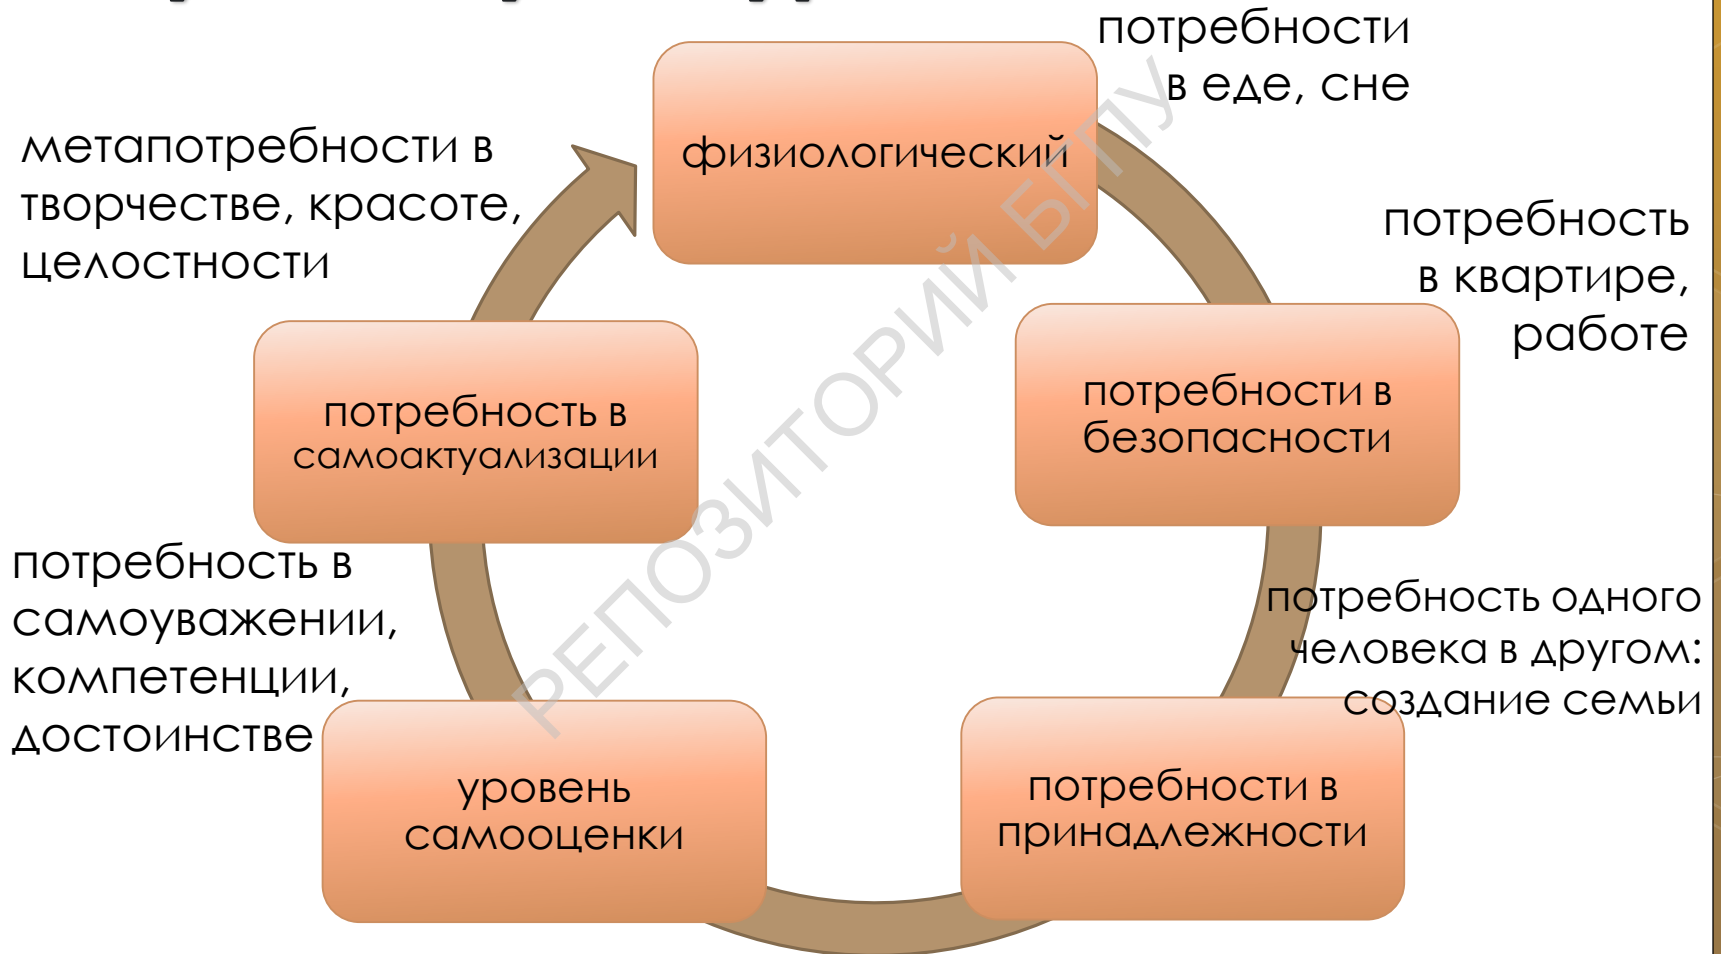 потребности
в еде, сне
физиологический
метапотребности в
творчестве, красоте,
целостности
потребность
в квартире,
работе
потребности в
безопасности
потребность в
самоактуализации
потребность одного
человека в другом:
создание семьи
потребность в
самоуважении,
компетенции,
достоинстве
потребности в
принадлежности
уровень
самооценки
РЕПОЗИТОРИЙ БГПУ